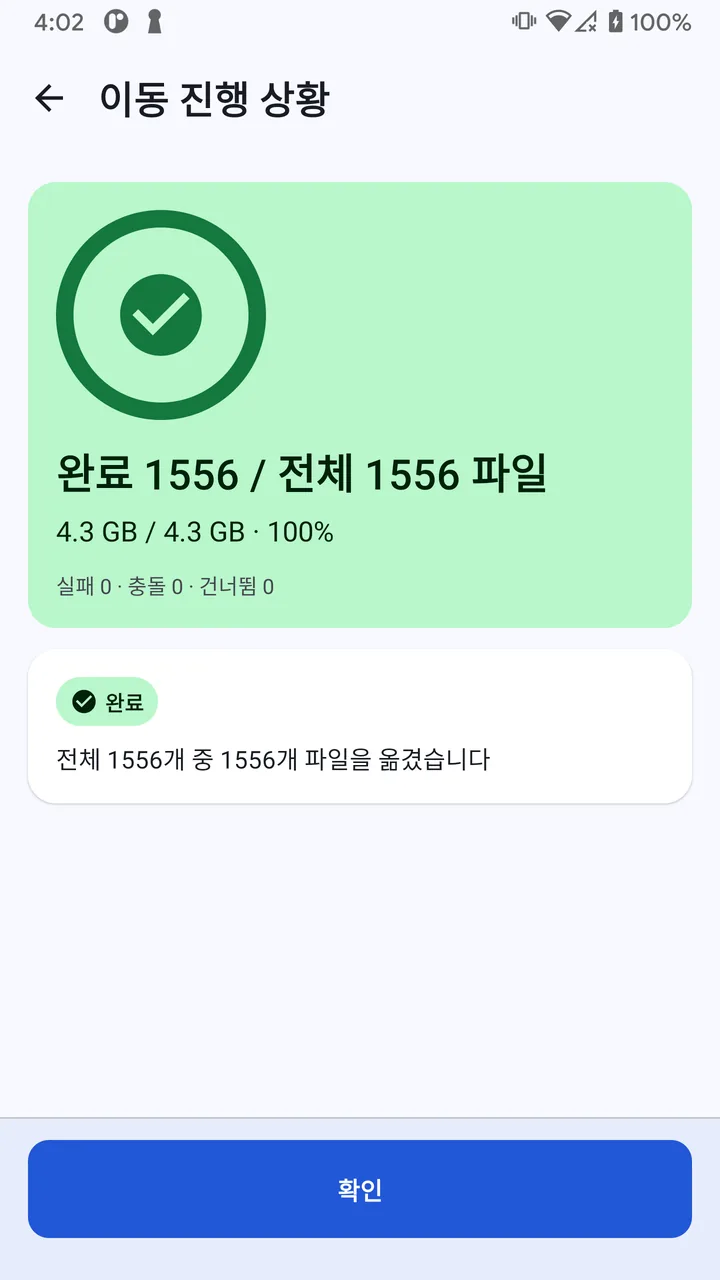 4:02 100%
이동 진행 상황
완료 1556 / 전체 1556 파일
4.3 GB / 4.3 GB · 100%
실패 0 · 충돌 0 · 건너뜀 0
완료
전체 1556개 중 1556개 파일을 옮겼습니다
확인